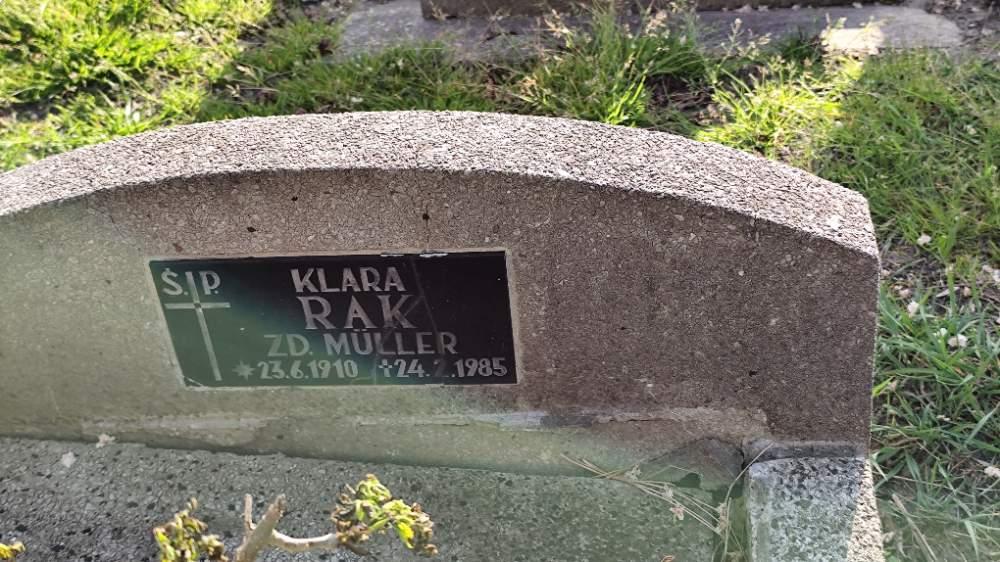 Ś.P.
KLARA
RAK
ZD. MÜLLER
*23.6.1910 †24.2.1985